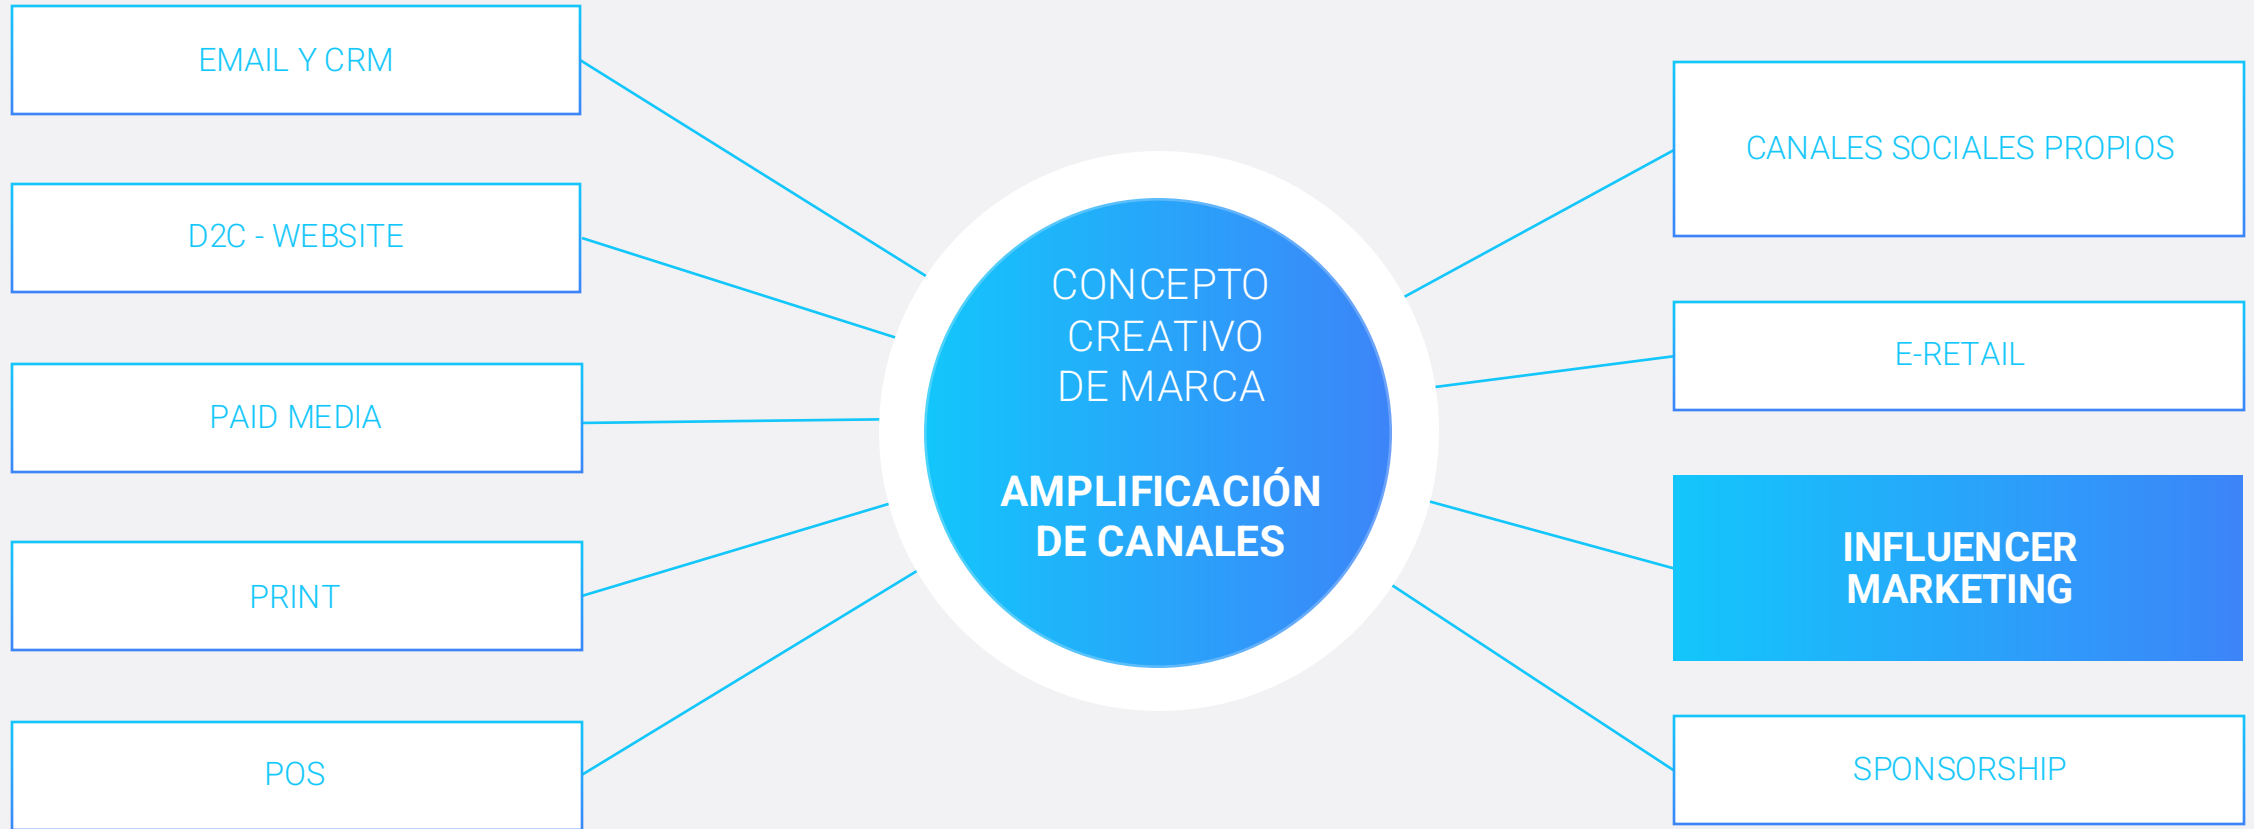 EMAIL Y CRM
D2C - WEBSITE
PAID MEDIA
PRINT
POS
CONCEPTO
CREATIVO
DE MARCA
AMPLIFICACIÓN
DE CANALES
CANALES SOCIALES PROPIOS
E-RETAIL
INFLUENCER
MARKETING
SPONSORSHIP